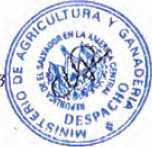 MINISTERIO DE AGRICULTURA Y GANADERIA
REPUBLICA DE EL SALVADOR EN LA AMERICA CENTRAL
DESPACHO